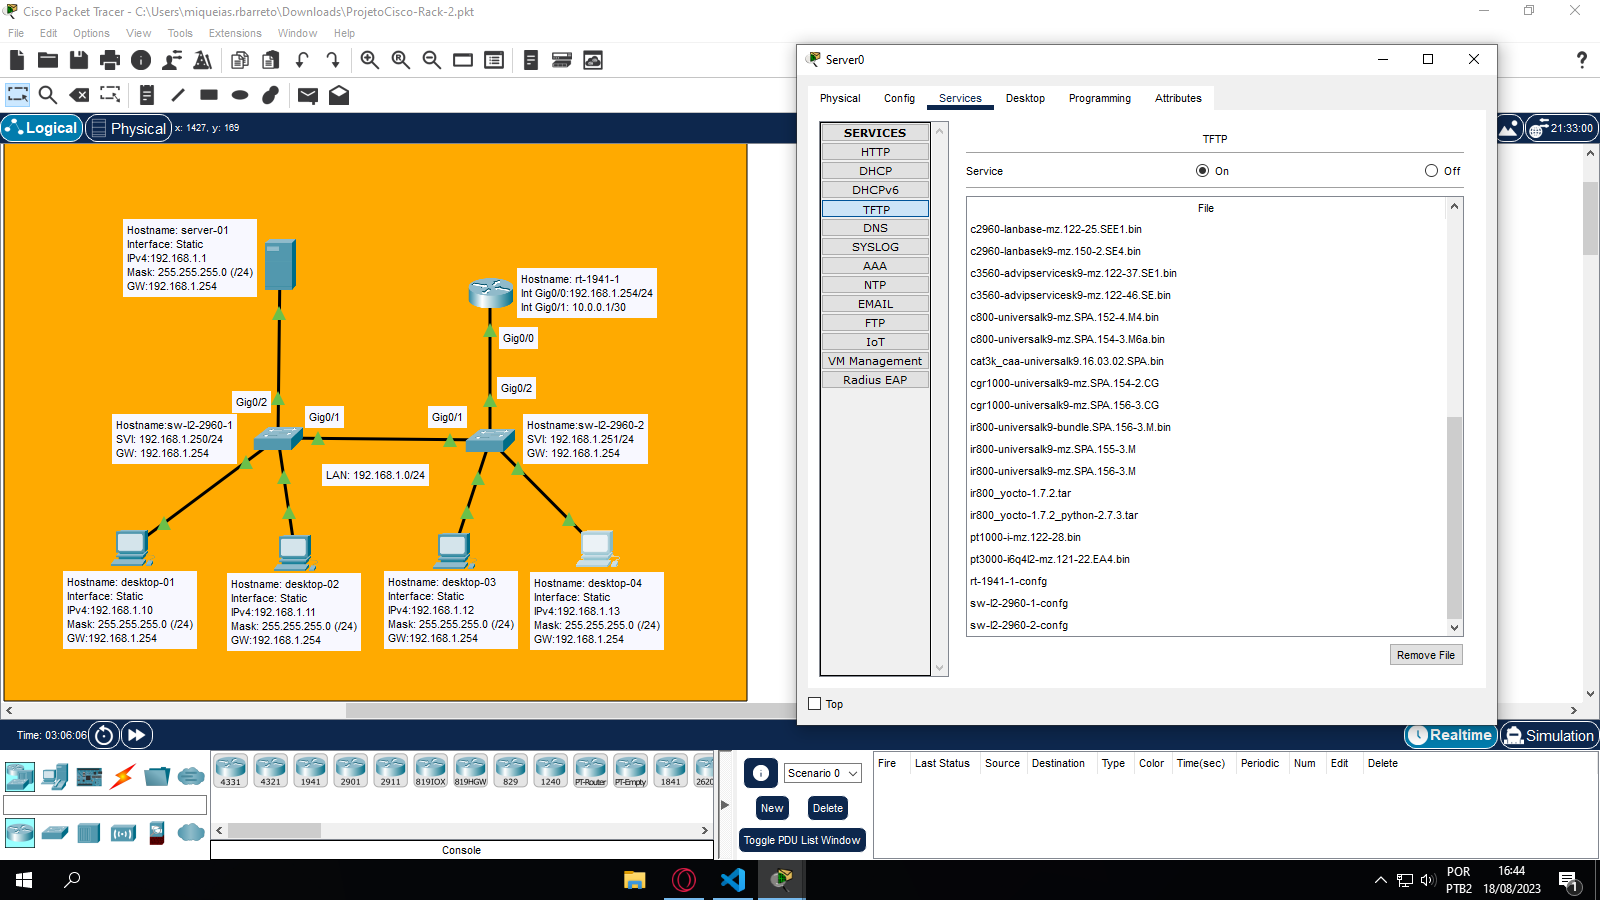 Cisco Packet Tracer - C:\Users\miqueias.rbarreto\Downloads\ProjetoCisco-Rack-2.pkt
File Edit Options View Tools Extensions Window Help
Logical
Physical
x: 1427, y: 169
21:33:00
Hostname: server-01
Interface: Static
IPv4:192.168.1.1
Mask: 255.255.255.0 (/24)
GW:192.168.1.254
Hostname: rt-1941-1
Int Gig0/0:192.168.1.254/24
Int Gig0/1: 10.0.0.1/30
Gig0/0
Gig0/2
Gig0/2
Gig0/1
Gig0/1
Hostname:sw-l2-2960-1
SVI: 192.168.1.250/24
GW: 192.168.1.254
Hostname:sw-l2-2960-2
SVI: 192.168.1.251/24
GW: 192.168.1.254
LAN: 192.168.1.0/24
Hostname: desktop-01
Interface: Static
IPv4:192.168.1.10
Mask: 255.255.255.0 (/24)
GW:192.168.1.254
Hostname: desktop-02
Interface: Static
IPv4:192.168.1.11
Mask: 255.255.255.0 (/24)
GW:192.168.1.254
Hostname: desktop-03
Interface: Static
IPv4:192.168.1.12
Mask: 255.255.255.0 (/24)
GW:192.168.1.254
Hostname: desktop-04
Interface: Static
IPv4:192.168.1.13
Mask: 255.255.255.0 (/24)
GW:192.168.1.254
Server0
Physical Config Services Desktop Programming Attributes
SERVICES
HTTP
DHCP
DHCPv6
TFTP
DNS
SYSLOG
AAA
NTP
EMAIL
FTP
IoT
VM Management
Radius EAP
TFTP
Service On Off
File
c2960-lanbase-mz.122-25.SEE1.bin
c2960-lanbasek9-mz.150-2.SE4.bin
c3560-advipservicesk9-mz.122-37.SE1.bin
c3560-advipservicesk9-mz.122-46.SE.bin
c800-universalk9-mz.SPA.152-4.M4.bin
c800-universalk9-mz.SPA.154-3.M6a.bin
cat3k_caa-universalk9.16.03.02.SPA.bin
cgr1000-universalk9-mz.SPA.154-2.CG
cgr1000-universalk9-mz.SPA.156-3.CG
ir800-universalk9-bundle.SPA.156-3.M.bin
ir800-universalk9-mz.SPA.155-3.M
ir800-universalk9-mz.SPA.156-3.M
ir800_yocto-1.7.2.tar
ir800_yocto-1.7.2_python-2.7.3.tar
pt1000-i-mz.122-28.bin
pt3000-i6q4l2-mz.121-22.EA4.bin
rt-1941-1-confg
sw-l2-2960-1-confg
sw-l2-2960-2-confg
Remove File
Top
Time: 03:06:06
Realtime
Simulation
4331 4321 1941 2901 2911 819IOX 819HGW 829 1240 PT-Router PT-Empty 1841 2620
Console
Scenario 0
New Delete
Toggle PDU List Window
Fire Last Status Source Destination Type Color Time(sec) Periodic Num Edit Delete
POR
PTB2
16:44
18/08/2023
1